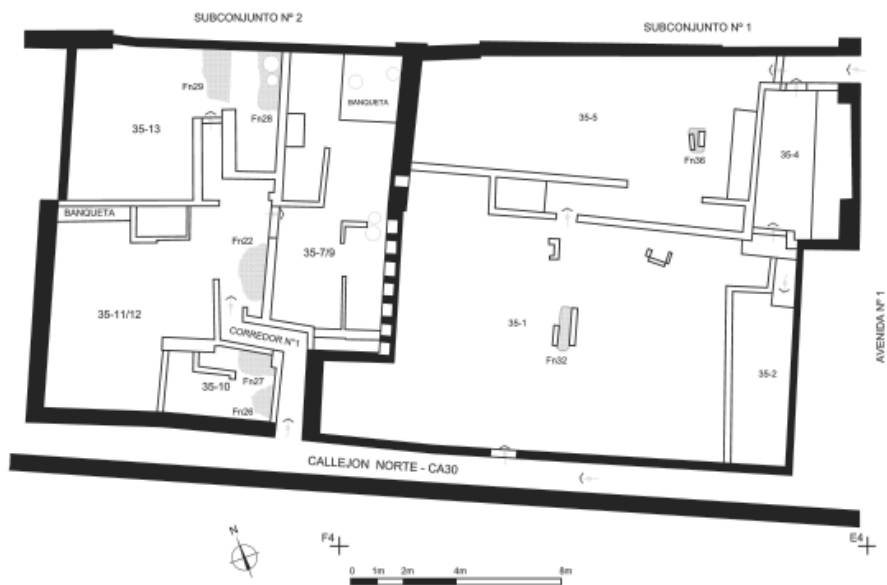 SUBCONJUNTO Nº 2
SUBCONJUNTO Nº 1
Fn29
Fn28
BANQUETA
35-13
35-5
Fn36
35-4
BANQUETA
Fn22
35-7/9
35-11/12
CORREDOR Nº1
35-1
Fn32
35-2
AVENIDA Nº 1
35-10
Fn27
Fn26
CALLEJON NORTE - CA30
N
F4
E4
0 1m 2m 4m 8m